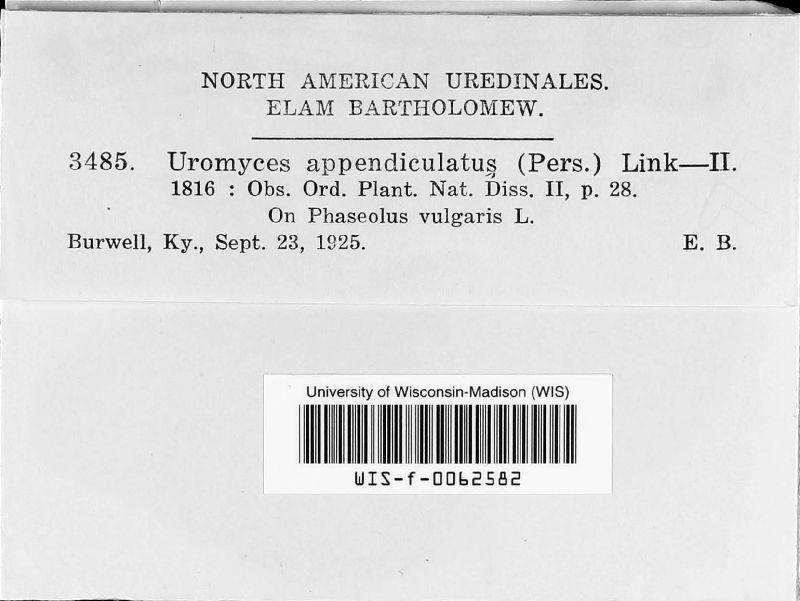 NORTH AMERICAN UREDINALES.
ELAM BARTHOLOMEW.
3485. Uromyces appendiculatus (Pers.) Link—II.
1816 : Obs. Ord. Plant. Nat. Diss. II, p. 28.
On Phaseolus vulgaris L.
Burwell, Ky., Sept. 23, 1925. E. B.
University of Wisconsin-Madison (WIS)
WIS-f-0062582